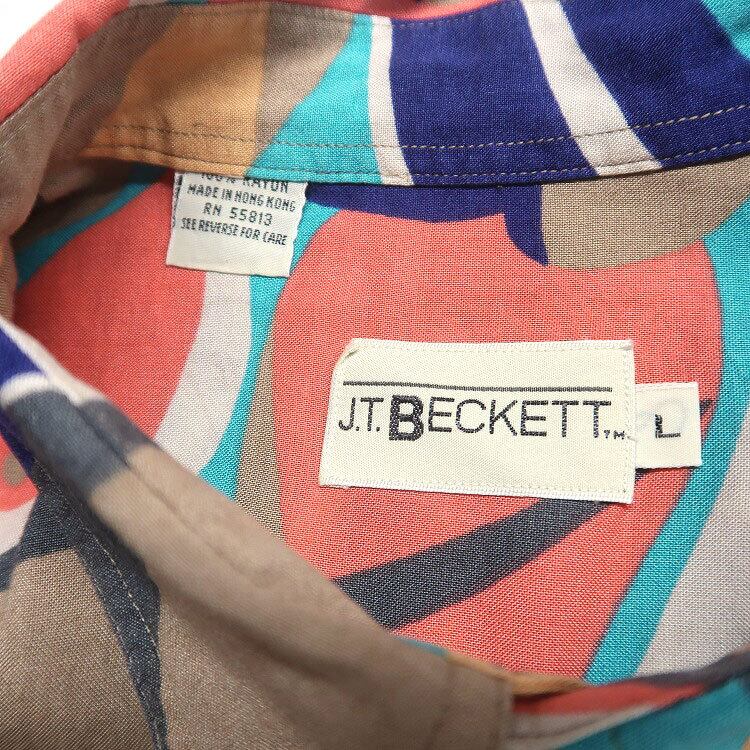 100% RAYON
MADE IN HONG KONG
RN 55813
SEE REVERSE FOR CARE
J.T. BECKETT TM
L